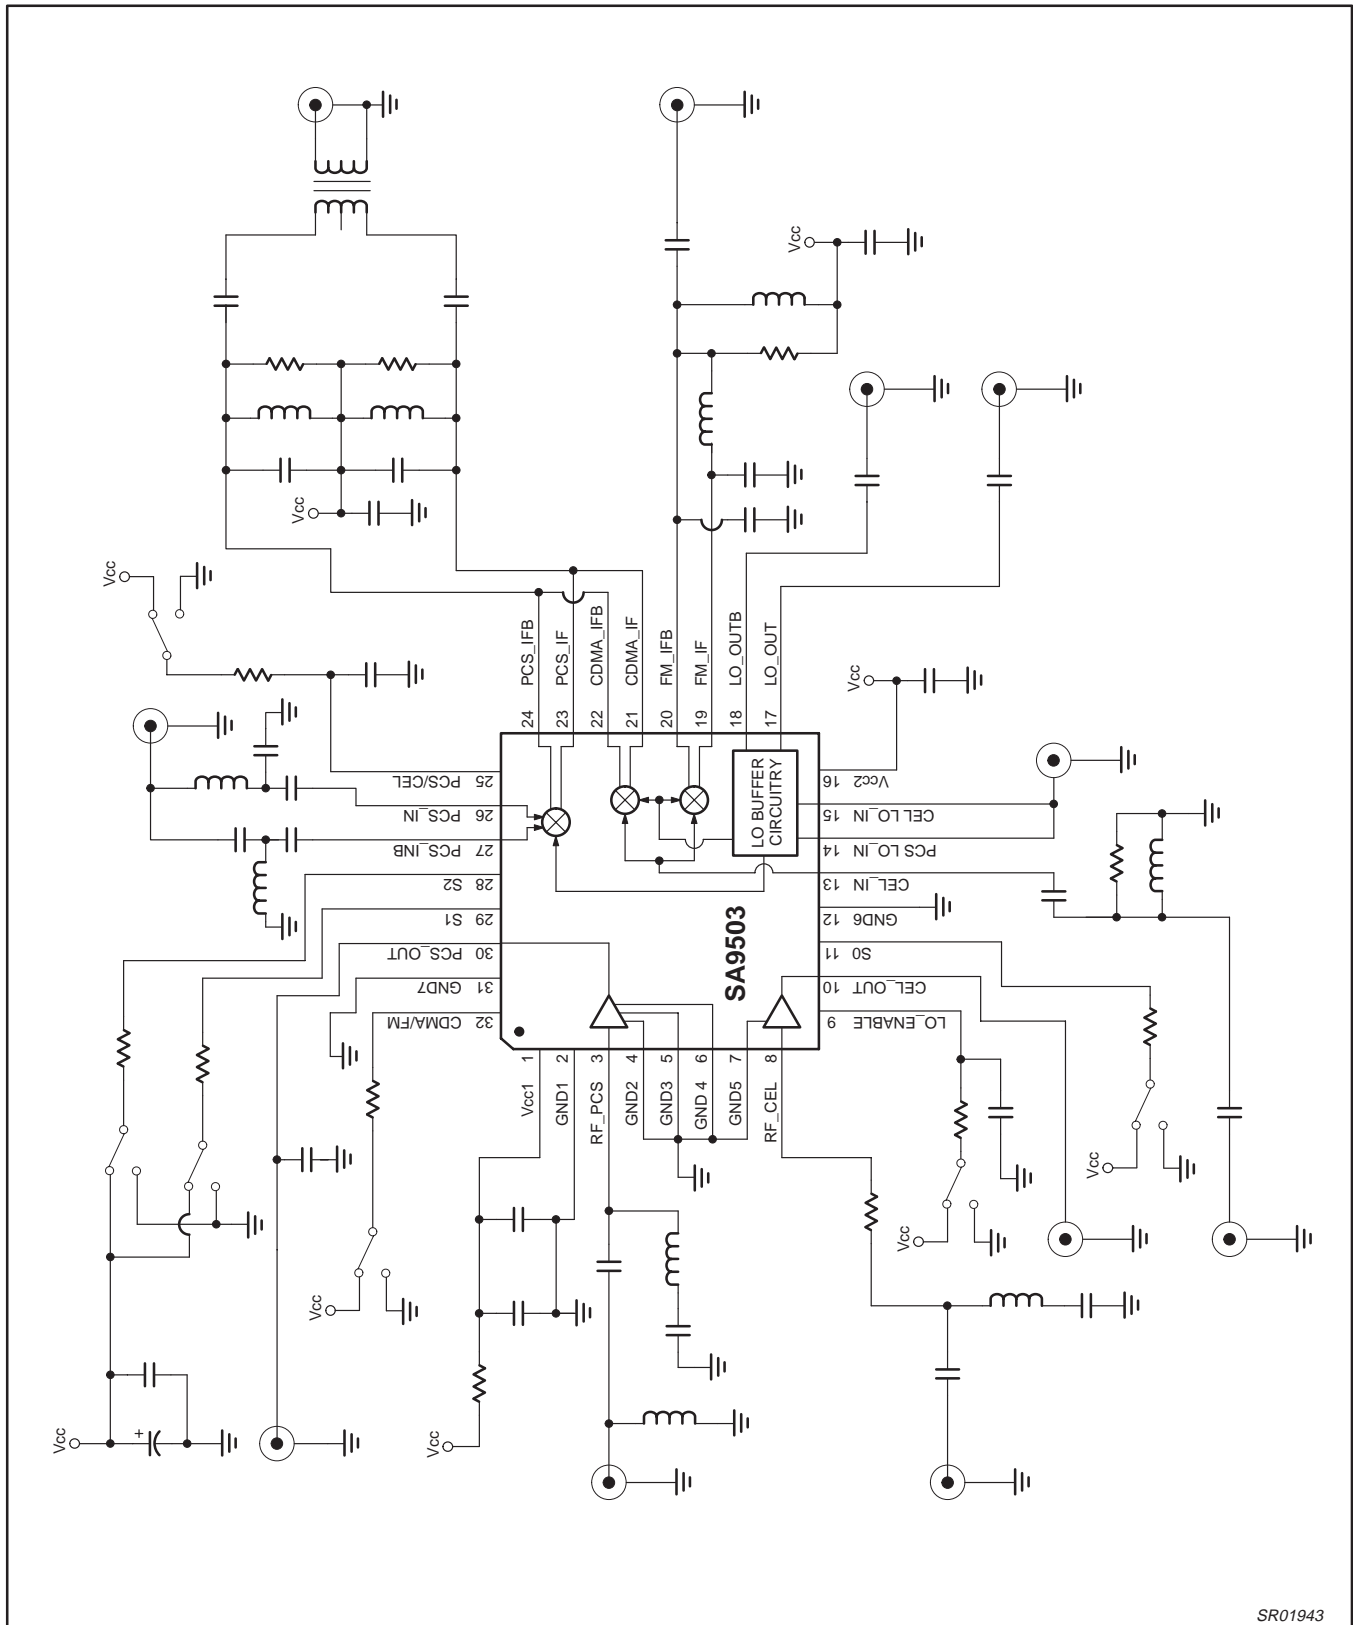 Vcc
Vcc
Vcc
24 PCS_IFB
23 PCS_IF
22 CDMA_IFB
21 CDMA_IF
20 FM_IFB
19 FM_IF
18 LO_OUTB
17 LO_OUT
Vcc
25 PCS/CEL
26 PCS_IN
27 PCS_INB
28 S2
29 S1
30 PCS_OUT
31 GND7
32 CDMA/FM
LO BUFFER
CIRCUITRY
SA9503
16 Vcc2
15 CEL LO_IN
14 PCS LO_IN
13 CEL_IN
12 GND6
11 S0
10 CEL_OUT
9 LO_ENABLE
Vcc1 1
GND1 2
RF_PCS 3
GND2 4
GND3 5
GND 4 6
GND5 7
RF_CEL 8
Vcc
Vcc
Vcc
Vcc
+
Vcc
SR01943